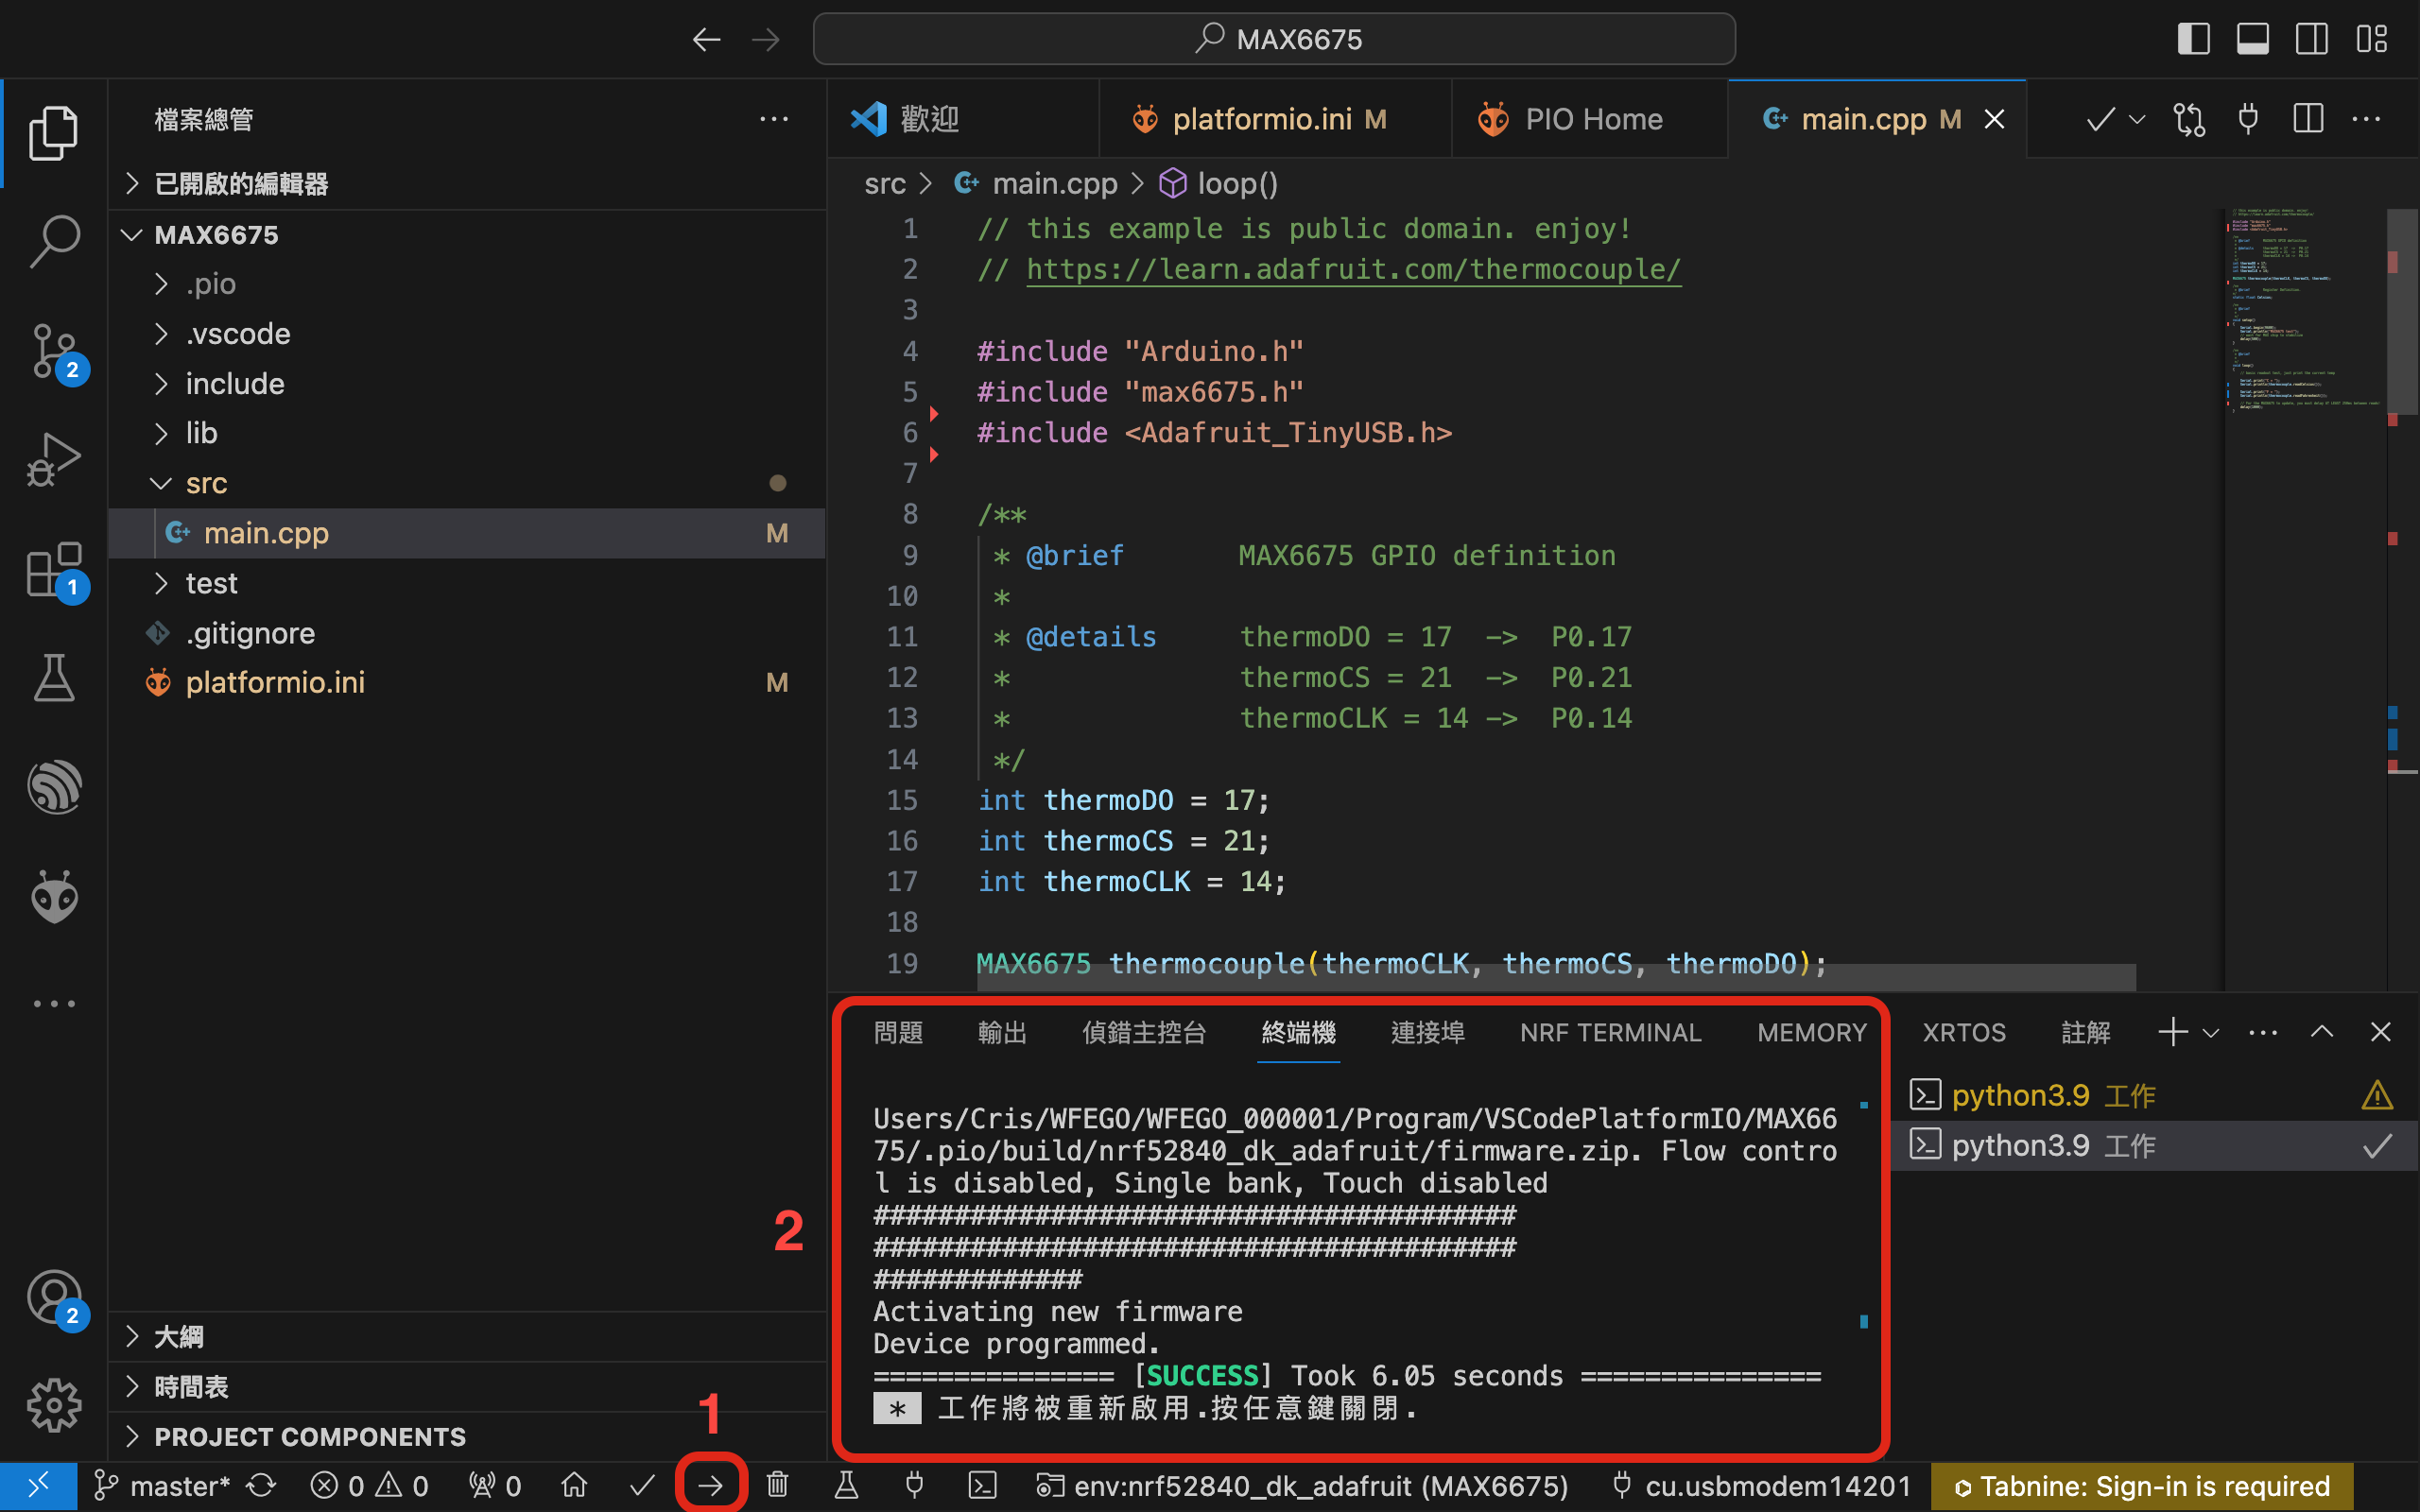 MAX6675
檔案總管
已開啟的編輯器
MAX6675
.pio
.vscode
include
lib
src
main.cpp M
test
.gitignore
platformio.ini M
大綱
時間表
PROJECT COMPONENTS
2
1
2
歡迎
platformio.ini M
PIO Home
main.cpp M
src > main.cpp > loop()
1 // this example is public domain. enjoy!
2 // https://learn.adafruit.com/thermocouple/
3
4 #include "Arduino.h"
5 #include "max6675.h"
6 #include <Adafruit_TinyUSB.h>
7
8 /**
9 * @brief MAX6675 GPIO definition
10 *
11 * @details thermoDO = 17 -> P0.17
12 * thermoCS = 21 -> P0.21
13 * thermoCLK = 14 -> P0.14
14 */
15 int thermoDO = 17;
16 int thermoCS = 21;
17 int thermoCLK = 14;
18
19 MAX6675 thermocouple(thermoCLK, thermoCS, thermoDO);
問題 輸出 偵錯主控台 終端機 連接埠 NRF TERMINAL MEMORY XRTOS 註解
Users/Cris/WFEGO/WFEGO_000001/Program/VSCodePlatformIO/MAX66
75/.pio/build/nrf52840_dk_adafruit/firmware.zip. Flow contro
l is disabled, Single bank, Touch disabled
########################################
########################################
#############
Activating new firmware
Device programmed.
=============== [SUCCESS] Took 6.05 seconds ===============
* 工作將被重新啟用.按任意鍵關閉.
python3.9 工作
python3.9 工作
2
1
master* 0 0 0 env:nrf52840_dk_adafruit (MAX6675) cu.usbmodem14201 Tabnine: Sign-in is required